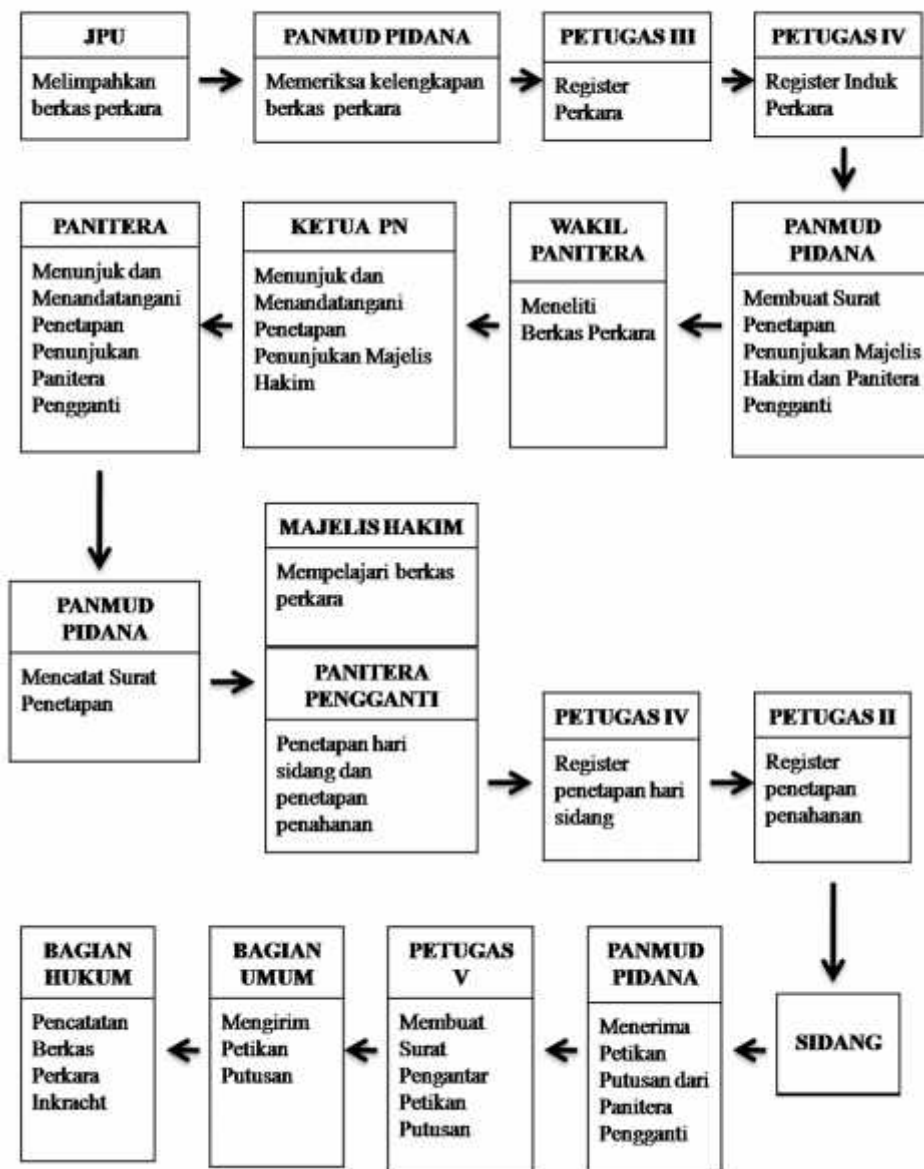 JPU
Melimpahkan
berkas perkara
PANMUD PIDANA
Memeriksa kelengkapan
berkas perkara
PETUGAS III
Register
Perkara
PETUGAS IV
Register Induk
Perkara
PANMUD
PIDANA
Membuat Surat
Penetapan
Penunjukan Majelis
Hakim dan Panitera
Pengganti
WAKIL
PANITERA
Meneliti
Berkas Perkara
KETUA PN
Menunjuk dan
Menandatangani
Penetapan
Penunjukan Majelis
Hakim
PANITERA
Menunjuk dan
Menandatangani
Penetapan
Penunjukan
Panitera
Pengganti
PANMUD
PIDANA
Mencatat Surat
Penetapan
MAJELIS HAKIM
Mempelajari berkas
perkara
PANITERA
PENGGANTI
Penetapan hari
sidang dan
penetapan
penahanan
PETUGAS IV
Register
penetapan hari
sidang
PETUGAS II
Register
penetapan
penahanan
SIDANG
PANMUD
PIDANA
Menerima
Petikan
Putusan dari
Panitera
Pengganti
PETUGAS
V
Membuat
Surat
Pengantar
Petikan
Putusan
BAGIAN
UMUM
Mengirim
Petikan
Putusan
BAGIAN
HUKUM
Pencatatan
Berkas
Perkara
Inkracht